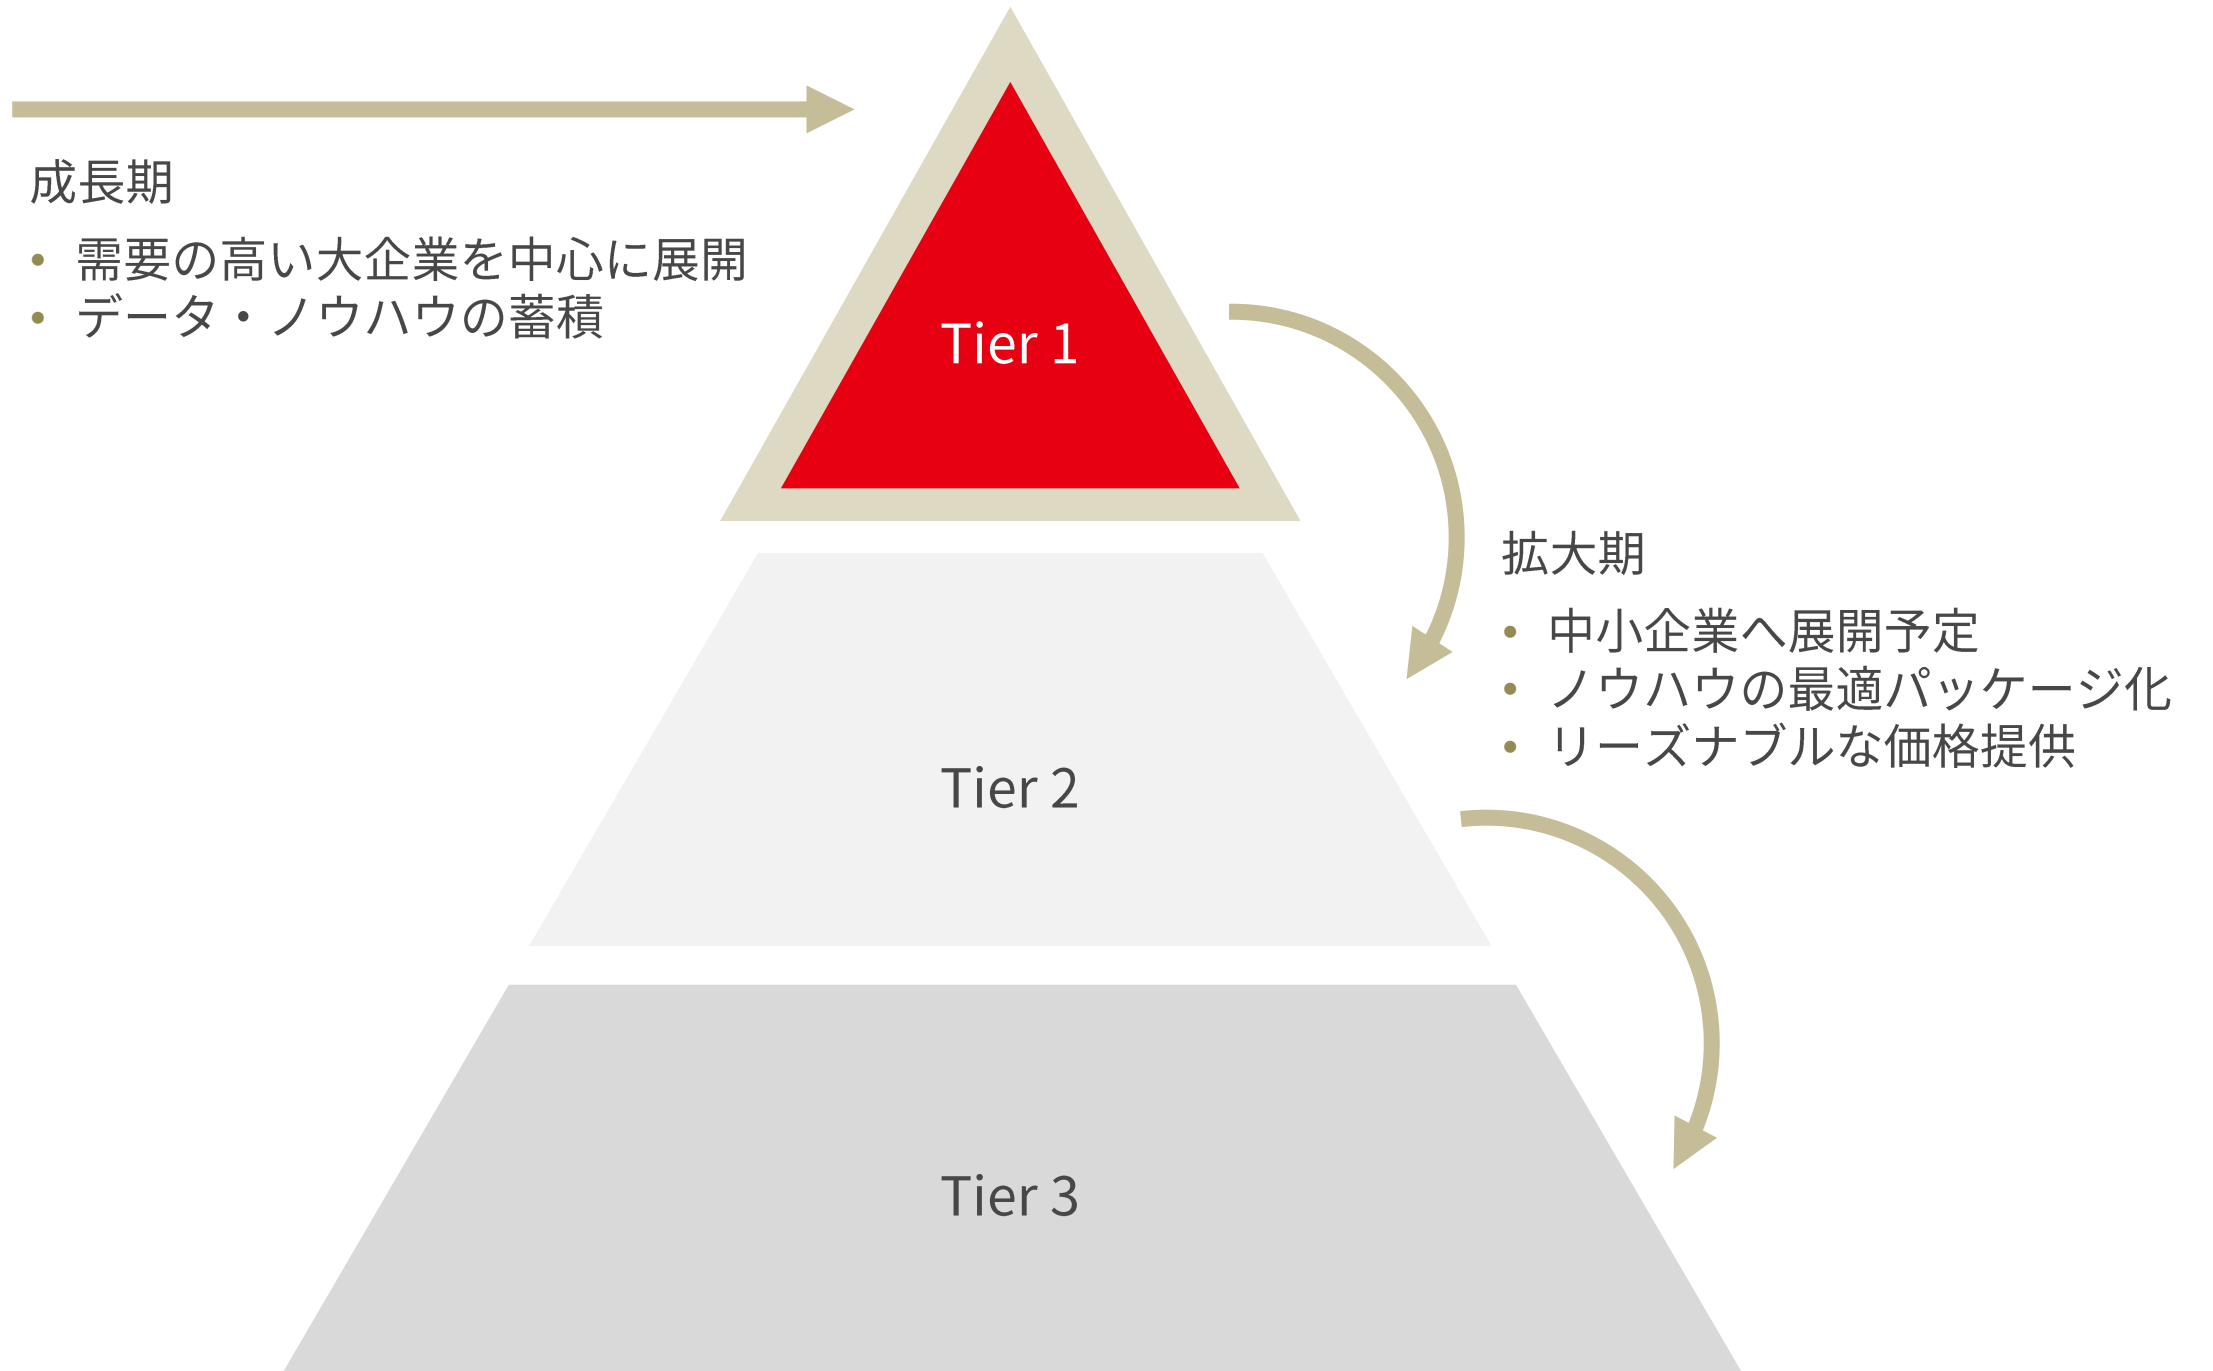 成長期
• 需要の高い大企業を中心に展開
• データ・ノウハウの蓄積
Tier 1
拡大期
• 中小企業へ展開予定
• ノウハウの最適パッケージ化
• リーズナブルな価格提供
Tier 2
Tier 3